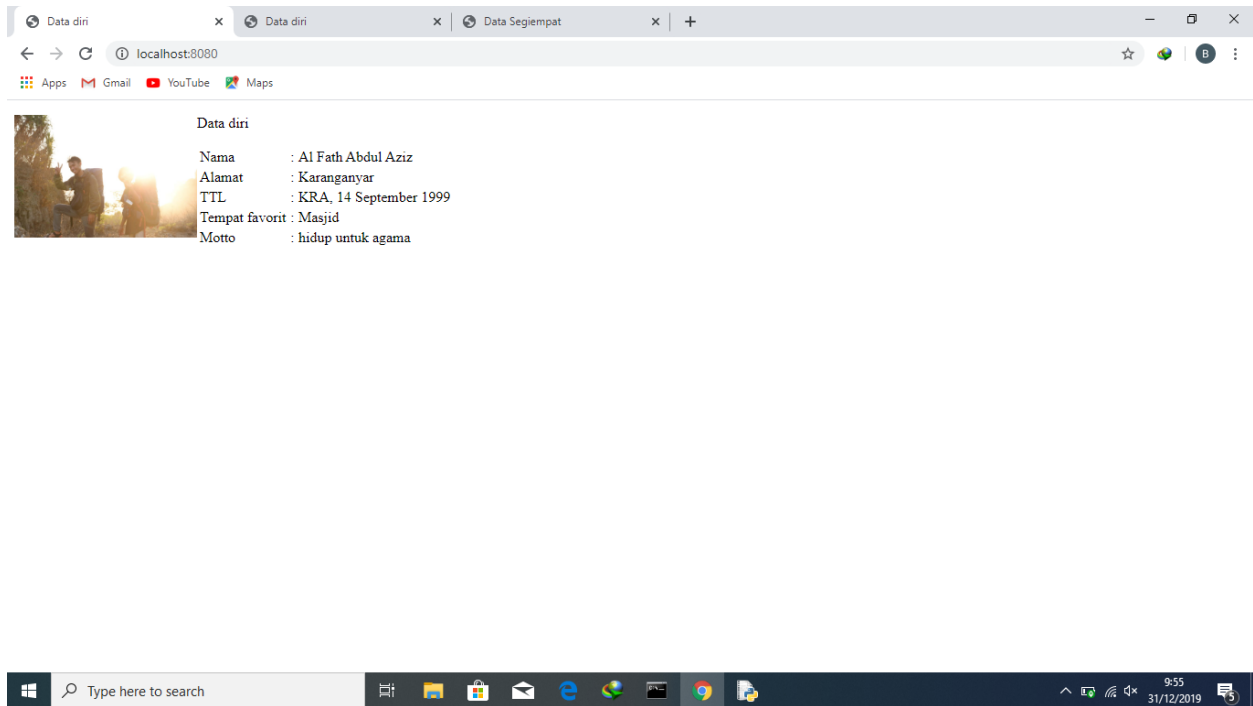 Data diri
Data diri
Data Segiempat
localhost:8080
B
Apps Gmail YouTube Maps
Data diri
Nama : Al Fath Abdul Aziz
Alamat : Karanganyar
TTL : KRA, 14 September 1999
Tempat favorit : Masjid
Motto : hidup untuk agama
Type here to search
9:55
31/12/2019
5